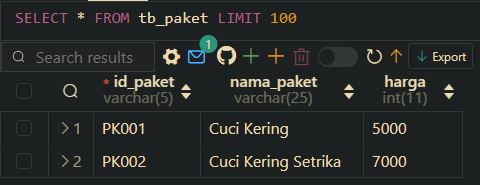 SELECT * FROM tb_paket LIMIT 100
Search results 1 Export
* id_paket nama_paket harga
varchar(5) varchar(25) int(11)
1 PK001 Cuci Kering 5000
2 PK002 Cuci Kering Setrika 7000